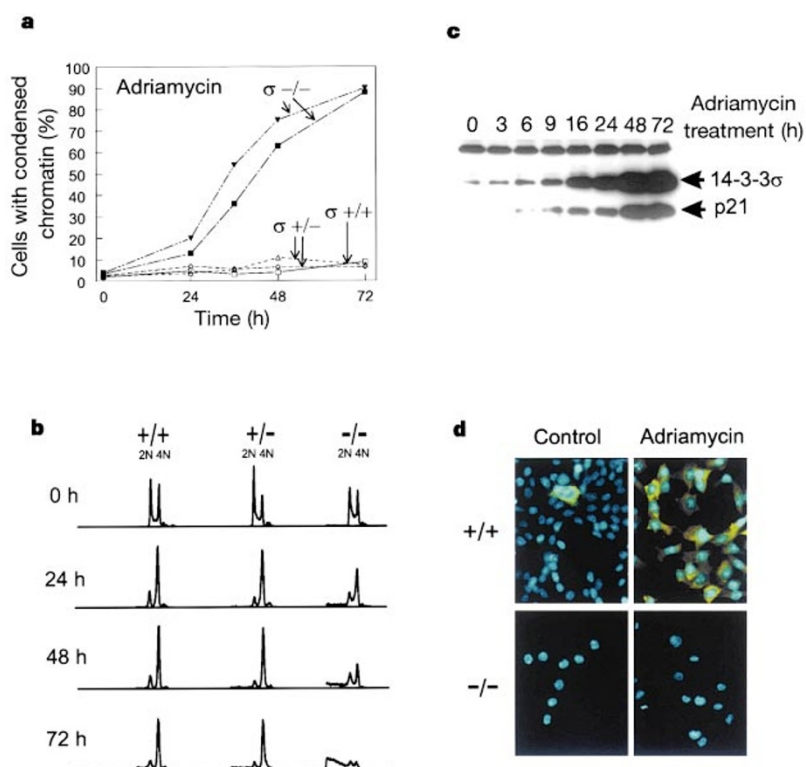 a
Adriamycin
σ –/–
σ +/–
σ +/+
Cells with condensed
chromatin (%)
100
90
80
70
60
50
40
30
20
10
0
0 24 48 72
Time (h)
c
0 3 6 9 16 24 48 72
Adriamycin
treatment (h)
14-3-3σ
p21
b
+/+ +/- -/-
2N 4N 2N 4N 2N 4N
0 h
24 h
48 h
72 h
d
Control Adriamycin
+/+
–/–